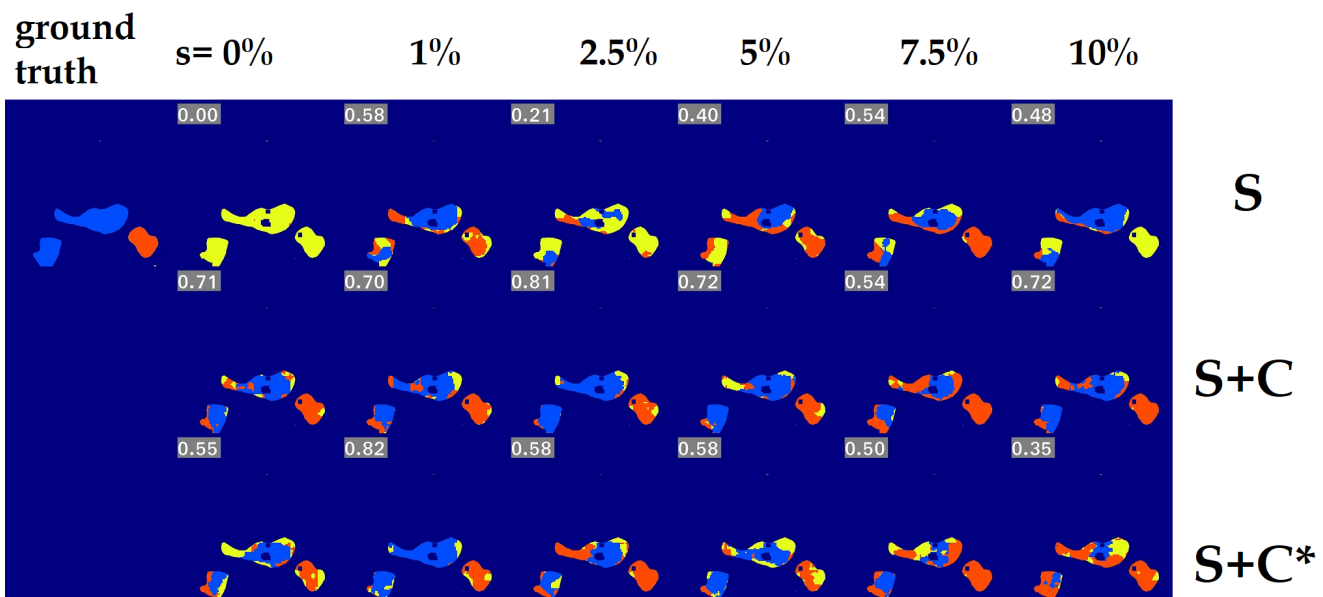 ground truth
s= 0% 1% 2.5% 5% 7.5% 10%
0.00 0.58 0.21 0.40 0.54 0.48
S
0.71 0.70 0.81 0.72 0.54 0.72
S+C
0.55 0.82 0.58 0.58 0.50 0.35
S+C*